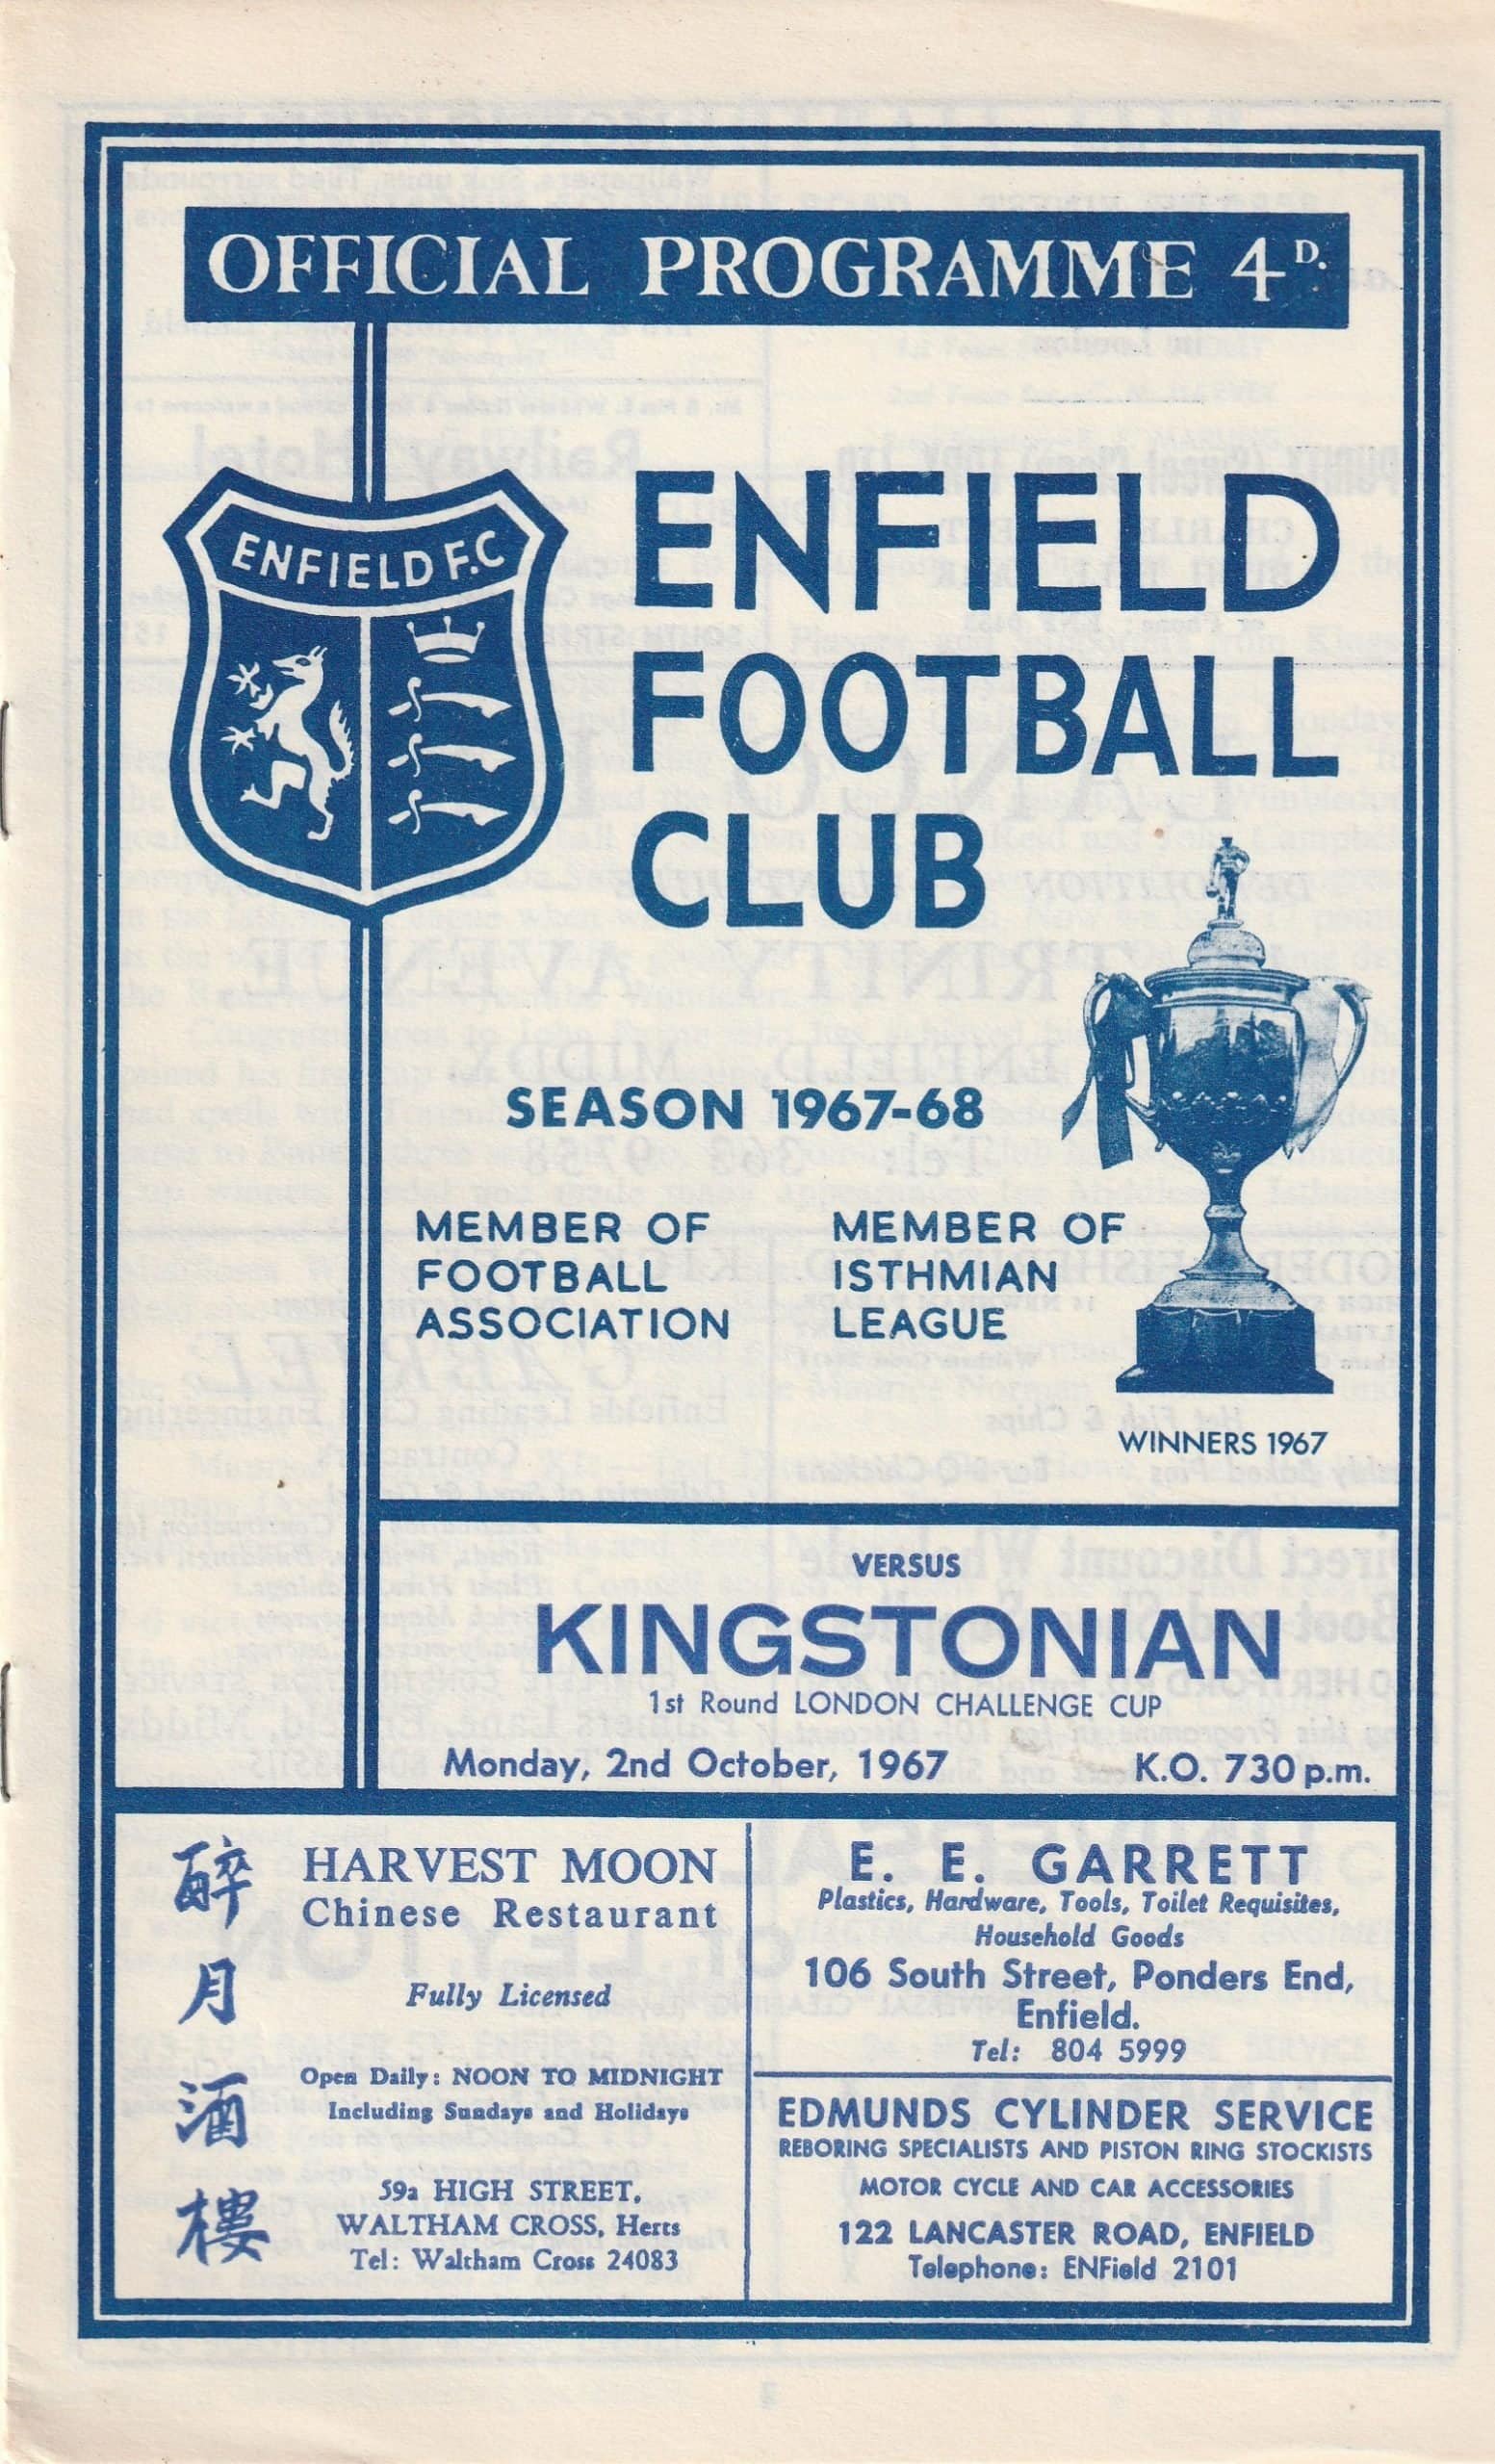 OFFICIAL PROGRAMME 4D.
ENFIELD F.C
ENFIELD
FOOTBALL
CLUB
SEASON 1967-68
MEMBER OF
FOOTBALL
ASSOCIATION
MEMBER OF
ISTHMIAN
LEAGUE
WINNERS 1967
VERSUS
KINGSTONIAN
1st Round LONDON CHALLENGE CUP
Monday, 2nd October, 1967 K.O. 730 p.m.
醉月酒樓
HARVEST MOON
Chinese Restaurant
Fully Licensed
Open Daily: NOON TO MIDNIGHT
Including Sundays and Holidays
59a HIGH STREET,
WALTHAM CROSS, Herts
Tel: Waltham Cross 24083
E. E. GARRETT
Plastics, Hardware, Tools, Toilet Requisites,
Household Goods
106 South Street, Ponders End,
Enfield.
Tel: 804 5999
EDMUNDS CYLINDER SERVICE
REBORING SPECIALISTS AND PISTON RING STOCKISTS
MOTOR CYCLE AND CAR ACCESSORIES
122 LANCASTER ROAD, ENFIELD
Telephone: ENField 2101